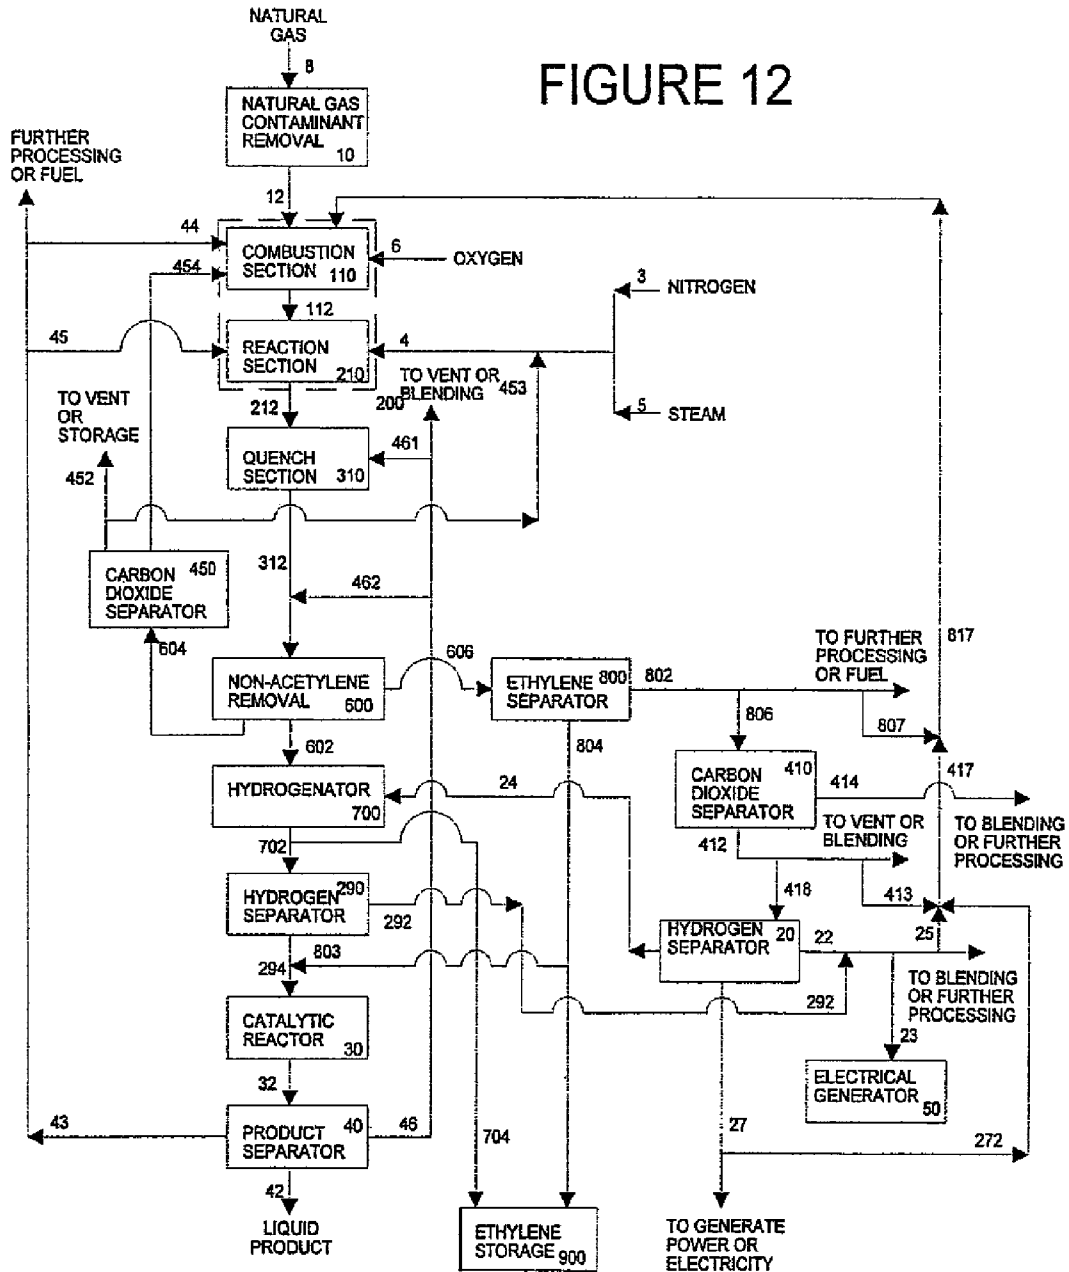 NATURAL
GAS
8
FIGURE 12
NATURAL GAS
CONTAMINANT
REMOVAL
10
FURTHER
PROCESSING
OR FUEL
12
44
COMBUSTION
SECTION
110
6
OXYGEN
454
3
NITROGEN
112
45
REACTION
SECTION
210
4
TO VENT OR
BLENDING
453
212
200
5
STEAM
TO VENT
OR
STORAGE
452
QUENCH
SECTION
310
461
312
CARBON
DIOXIDE
SEPARATOR
450
462
604
817
606
NON-ACETYLENE
REMOVAL
600
ETHYLENE
SEPARATOR
800
802
TO FURTHER
PROCESSING
OR FUEL
806
807
602
804
HYDROGENATOR
700
24
CARBON
DIOXIDE
SEPARATOR
410
414
417
TO VENT OR
BLENDING
412
TO BLENDING
OR FURTHER
PROCESSING
702
HYDROGEN
SEPARATOR
290
292
418
413
HYDROGEN
SEPARATOR
20
22
25
803
294
292
TO BLENDING
OR FURTHER
PROCESSING
CATALYTIC
REACTOR
30
23
ELECTRICAL
GENERATOR
50
32
43
PRODUCT
SEPARATOR
40
46
704
27
272
42
LIQUID
PRODUCT
ETHYLENE
STORAGE
900
TO GENERATE
POWER OR
ELECTRICITY